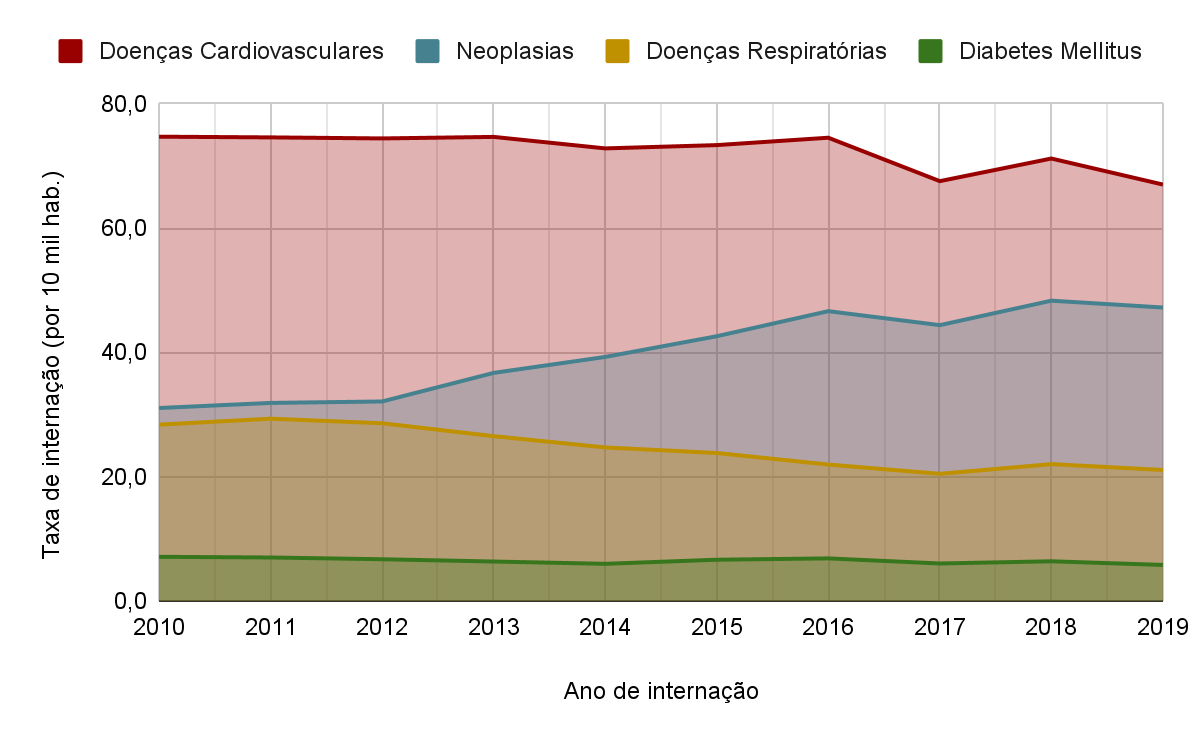 Doenças Cardiovasculares Neoplasias Doenças Respiratórias Diabetes Mellitus
Taxa de internação (por 10 mil hab.)
80,0
60,0
40,0
20,0
0,0
2010 2011 2012 2013 2014 2015 2016 2017 2018 2019
Ano de internação